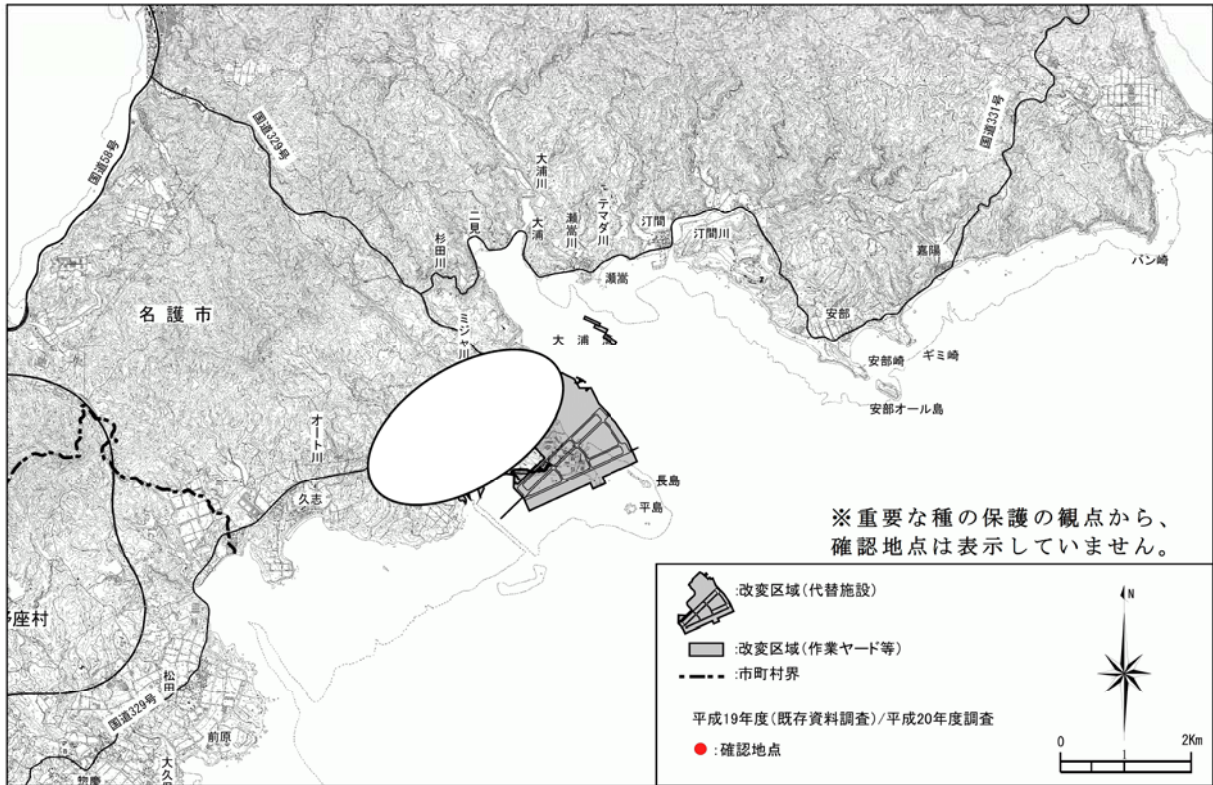 国道58号
国道329号
国道331号
大浦川
大浦
二見
杉田川
瀬嵩川
テマダ川
汀間
汀間川
瀬嵩
嘉陽
バン崎
安部
安部崎
ギミ崎
安部オール島
名護市
ミジャ川
大浦
オート川
久志
長島
平島
※重要な種の保護の観点から、
確認地点は表示していません。
座村
松田
国道329号
前原
惣慶
:改変区域(代替施設)
:改変区域(作業ヤード等)
:市町村界
平成19年度(既存資料調査)/平成20年度調査
:確認地点
N
0 1 2Km